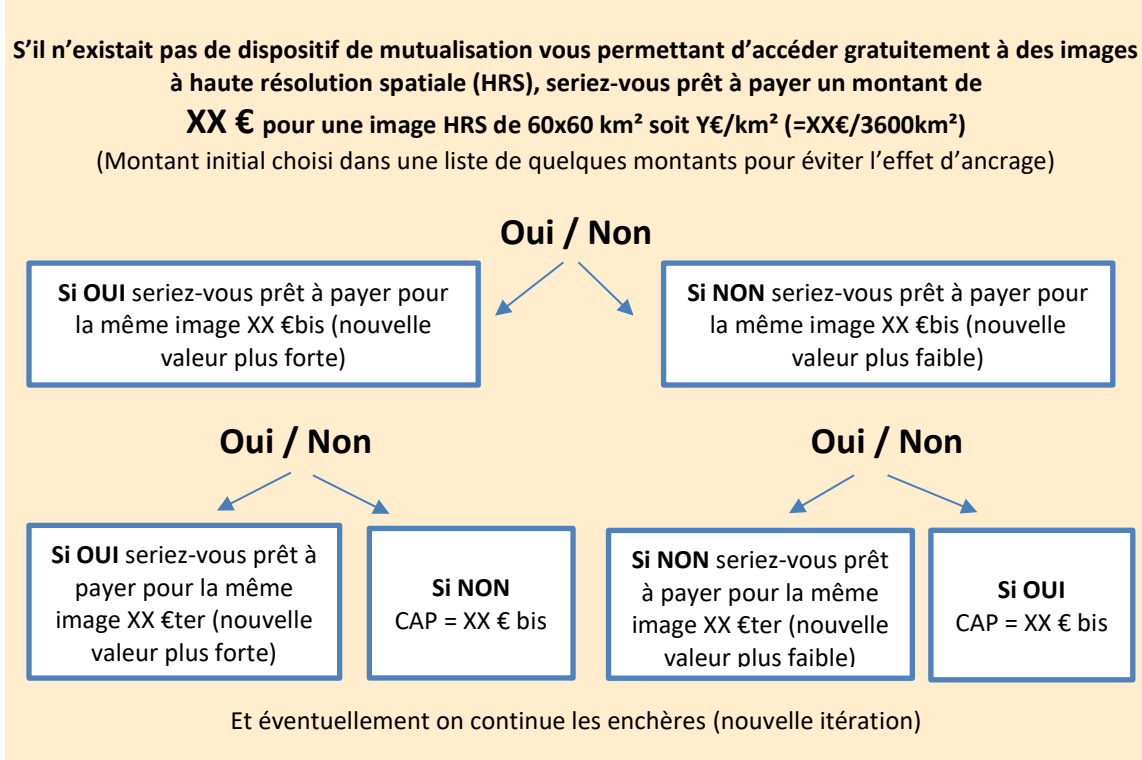 S’il n’existait pas de dispositif de mutualisation vous permettant d’accéder gratuitement à des images
à haute résolution spatiale (HRS), seriez-vous prêt à payer un montant de
XX € pour une image HRS de 60x60 km² soit Y€/km² (=XX€/3600km²)
(Montant initial choisi dans une liste de quelques montants pour éviter l’effet d’ancrage)
Oui / Non
Si OUI seriez-vous prêt à payer pour
la même image XX €bis (nouvelle
valeur plus forte)
Si NON seriez-vous prêt à payer pour
la même image XX €bis (nouvelle
valeur plus faible)
Oui / Non
Oui / Non
Si OUI seriez-vous prêt à
payer pour la même
image XX €ter (nouvelle
valeur plus forte)
Si NON
CAP = XX € bis
Si NON seriez-vous prêt
à payer pour la même
image XX €ter (nouvelle
valeur plus faible)
Si OUI
CAP = XX € bis
Et éventuellement on continue les enchères (nouvelle itération)